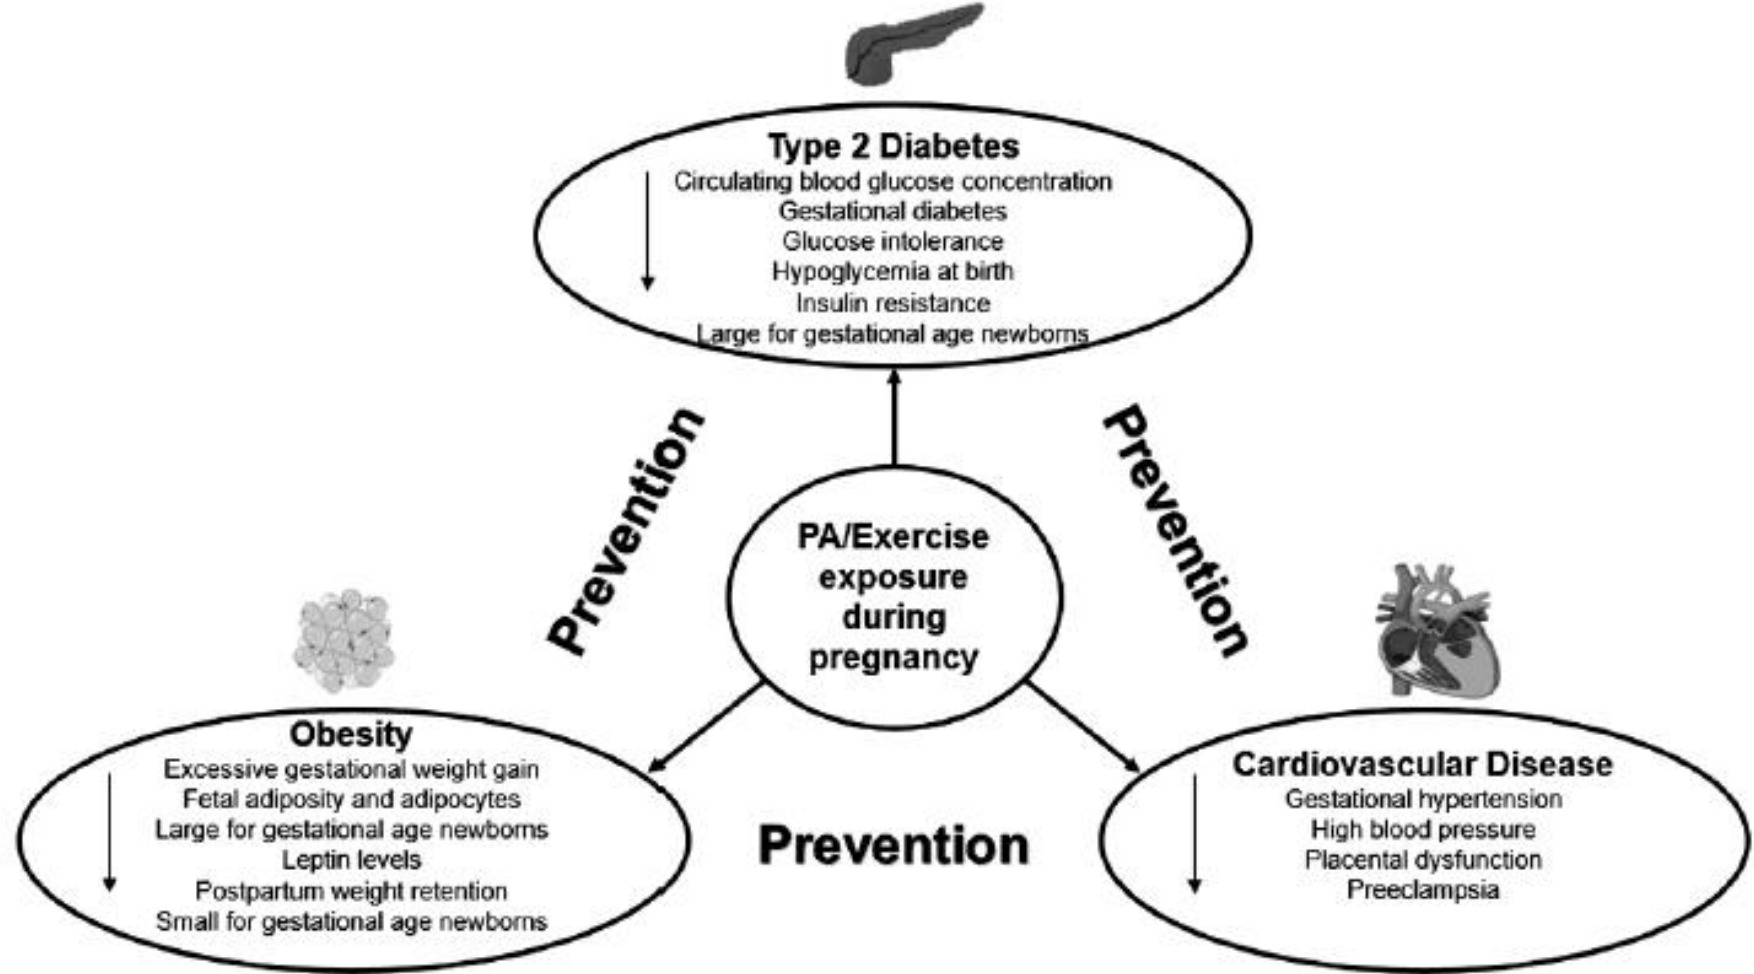 Type 2 Diabetes
Circulating blood glucose concentration
Gestational diabetes
Glucose intolerance
Hypoglycemia at birth
Insulin resistance
Large for gestational age newborns
Prevention
Prevention
PA/Exercise
exposure
during
pregnancy
Obesity
Excessive gestational weight gain
Fetal adiposity and adipocytes
Large for gestational age newborns
Leptin levels
Postpartum weight retention
Small for gestational age newborns
Prevention
Cardiovascular Disease
Gestational hypertension
High blood pressure
Placental dysfunction
Preeclampsia